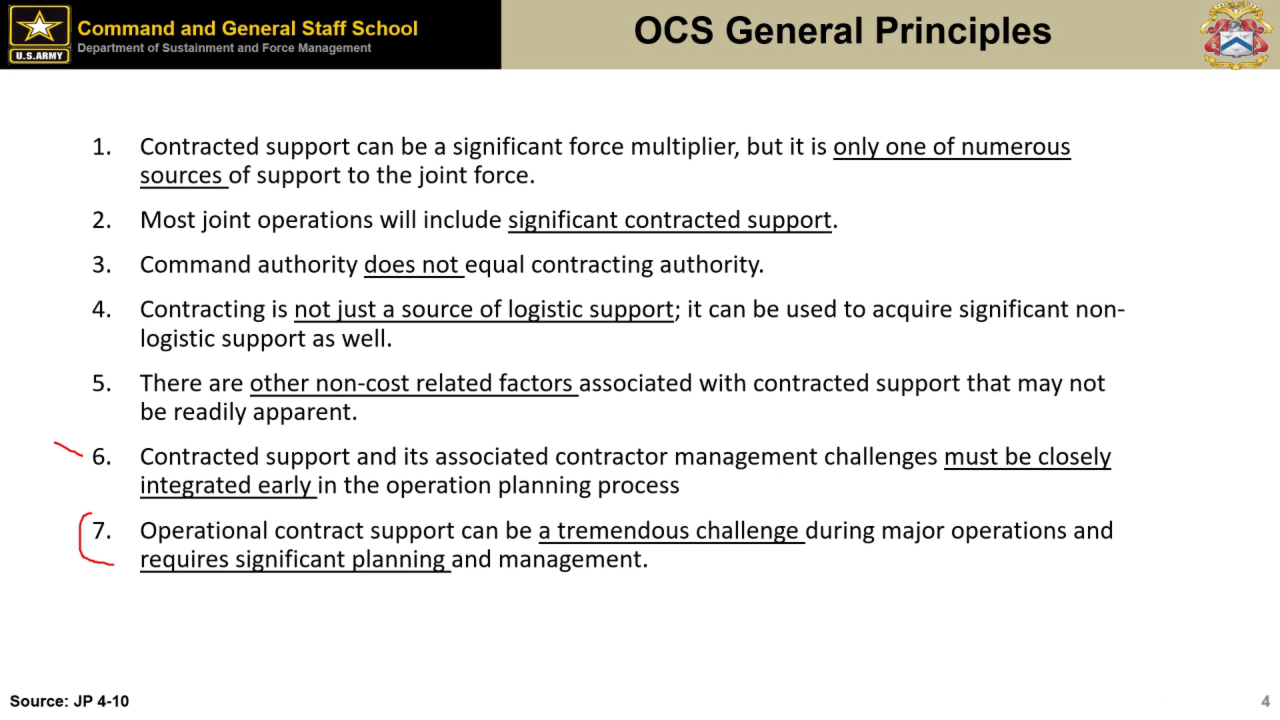 Command and General Staff School
Department of Sustainment and Force Management
U.S.ARMY
OCS General Principles
1. Contracted support can be a significant force multiplier, but it is only one of numerous
sources of support to the joint force.
2. Most joint operations will include significant contracted support.
3. Command authority does not equal contracting authority.
4. Contracting is not just a source of logistic support; it can be used to acquire significant non-
logistic support as well.
5. There are other non-cost related factors associated with contracted support that may not
be readily apparent.
6. Contracted support and its associated contractor management challenges must be closely
integrated early in the operation planning process
7. Operational contract support can be a tremendous challenge during major operations and
requires significant planning and management.
Source: JP 4-10
4